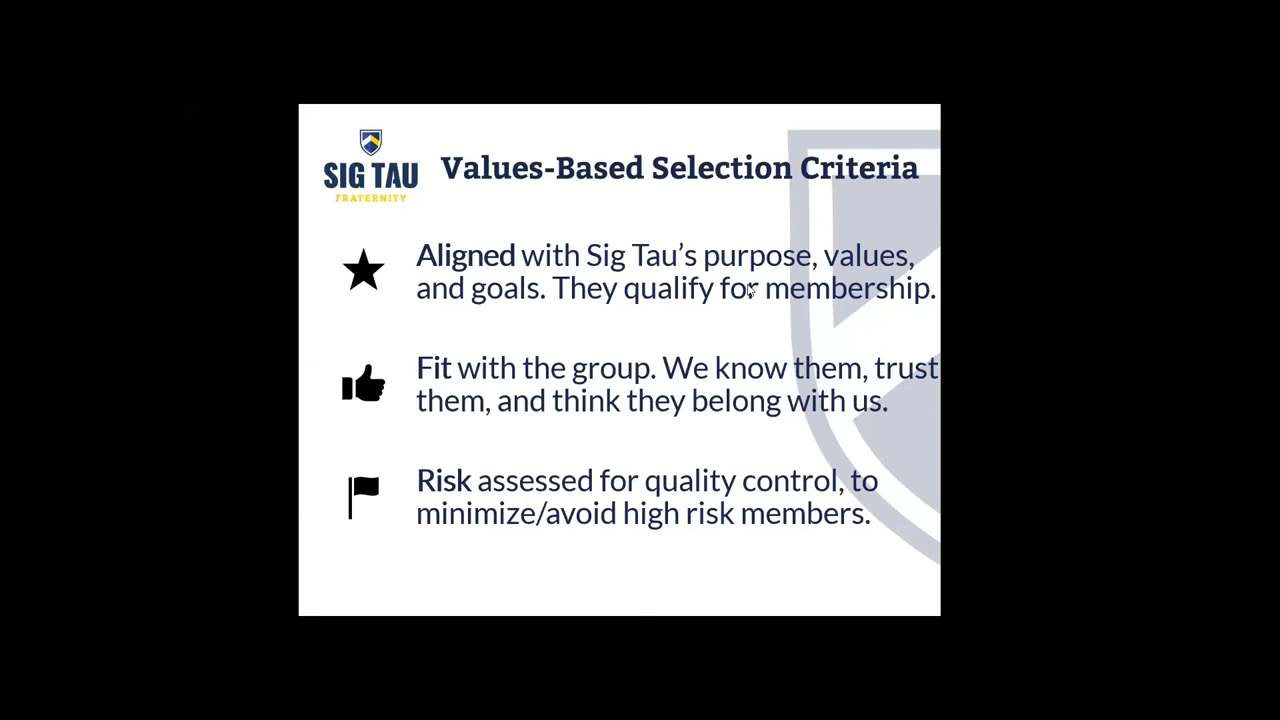 SIG TAU
FRATERNITY
Values-Based Selection Criteria
Aligned with Sig Tau’s purpose, values,
and goals. They qualify for membership.
Fit with the group. We know them, trust
them, and think they belong with us.
Risk assessed for quality control, to
minimize/avoid high risk members.